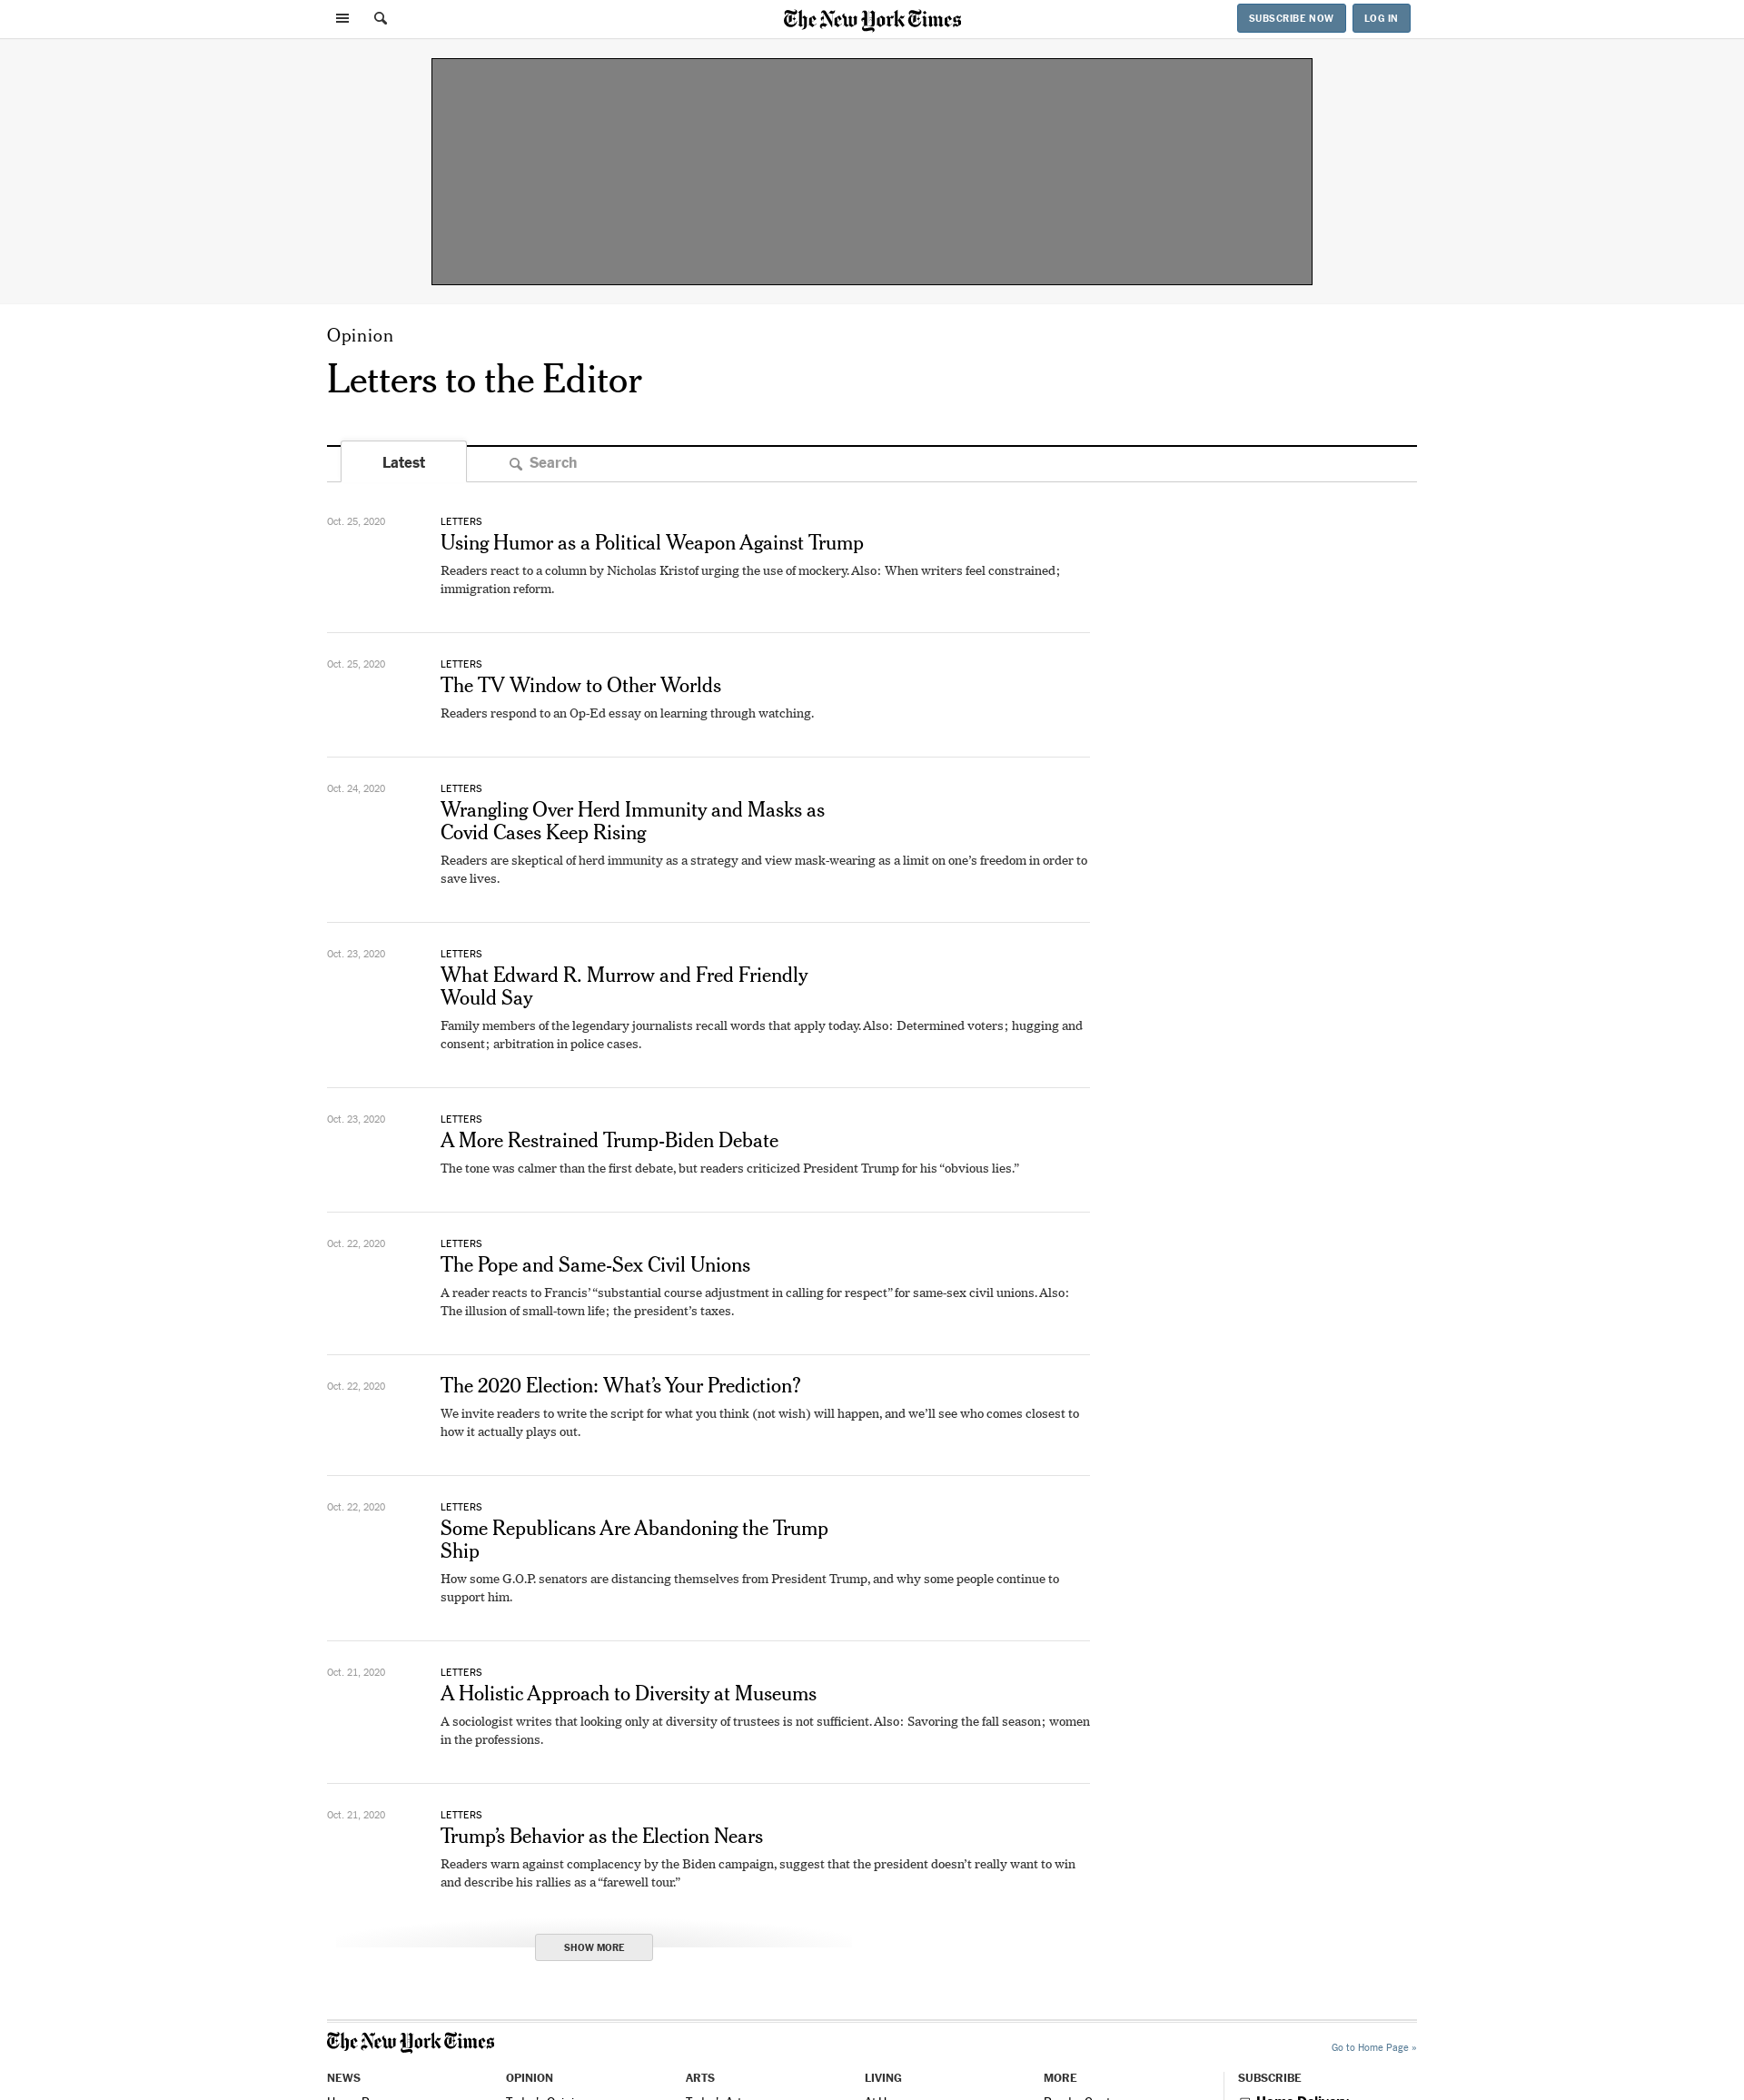 The New York Times
SUBSCRIBE NOW
LOG IN
Opinion
Letters to the Editor
Latest
Search
Oct. 25, 2020
LETTERS
Using Humor as a Political Weapon Against Trump
Readers react to a column by Nicholas Kristof urging the use of mockery. Also: When writers feel constrained;
immigration reform.
Oct. 25, 2020
LETTERS
The TV Window to Other Worlds
Readers respond to an Op-Ed essay on learning through watching.
Oct. 24, 2020
LETTERS
Wrangling Over Herd Immunity and Masks as
Covid Cases Keep Rising
Readers are skeptical of herd immunity as a strategy and view mask-wearing as a limit on one’s freedom in order to
save lives.
Oct. 23, 2020
LETTERS
What Edward R. Murrow and Fred Friendly
Would Say
Family members of the legendary journalists recall words that apply today. Also: Determined voters; hugging and
consent; arbitration in police cases.
Oct. 23, 2020
LETTERS
A More Restrained Trump-Biden Debate
The tone was calmer than the first debate, but readers criticized President Trump for his “obvious lies.”
Oct. 22, 2020
LETTERS
The Pope and Same-Sex Civil Unions
A reader reacts to Francis’ “substantial course adjustment in calling for respect” for same-sex civil unions. Also:
The illusion of small-town life; the president’s taxes.
Oct. 22, 2020
The 2020 Election: What’s Your Prediction?
We invite readers to write the script for what you think (not wish) will happen, and we’ll see who comes closest to
how it actually plays out.
Oct. 22, 2020
LETTERS
Some Republicans Are Abandoning the Trump
Ship
How some G.O.P. senators are distancing themselves from President Trump, and why some people continue to
support him.
Oct. 21, 2020
LETTERS
A Holistic Approach to Diversity at Museums
A sociologist writes that looking only at diversity of trustees is not sufficient. Also: Savoring the fall season; women
in the professions.
Oct. 21, 2020
LETTERS
Trump’s Behavior as the Election Nears
Readers warn against complacency by the Biden campaign, suggest that the president doesn’t really want to win
and describe his rallies as a “farewell tour.”
SHOW MORE
The New York Times
Go to Home Page »
NEWS
OPINION
ARTS
LIVING
MORE
SUBSCRIBE
Home Delivery